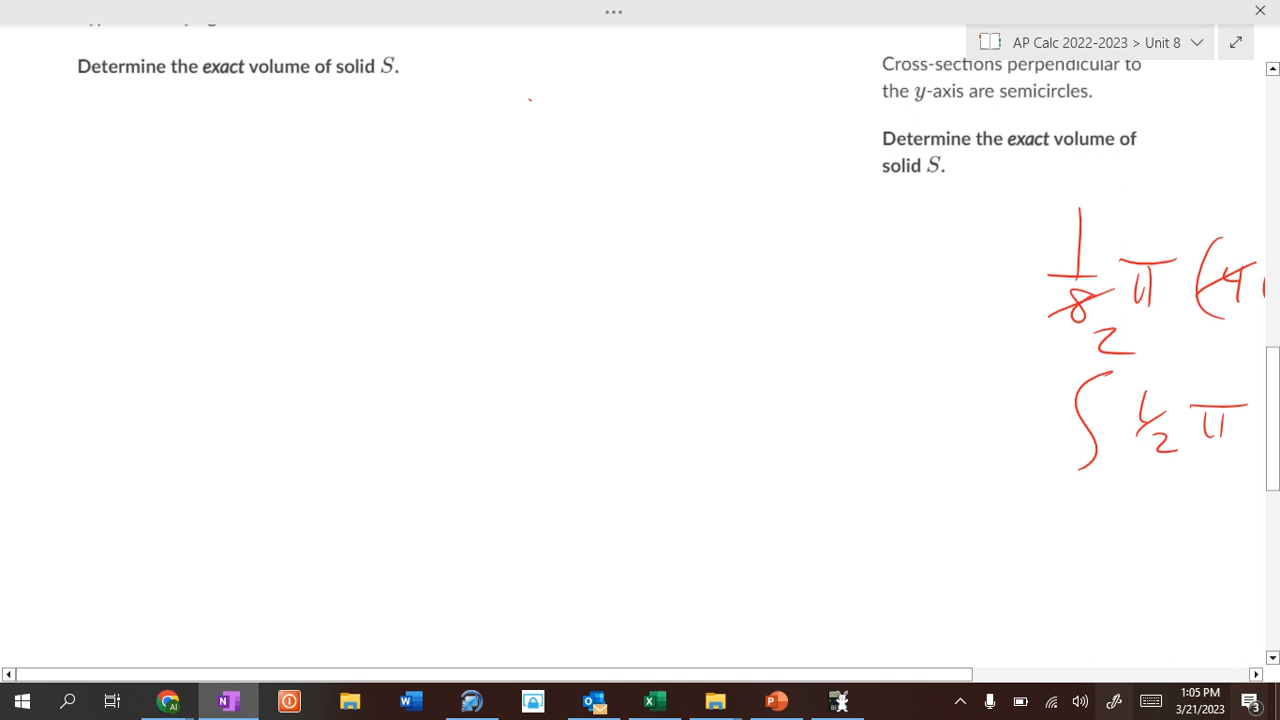 AP Calc 2022-2023 > Unit 8
Determine the exact volume of solid S.
Cross-sections perpendicular to
the y-axis are semicircles.
Determine the exact volume of
solid S.
1/8 π (4
2
∫ 1/2 π
1:05 PM
3/21/2023
3